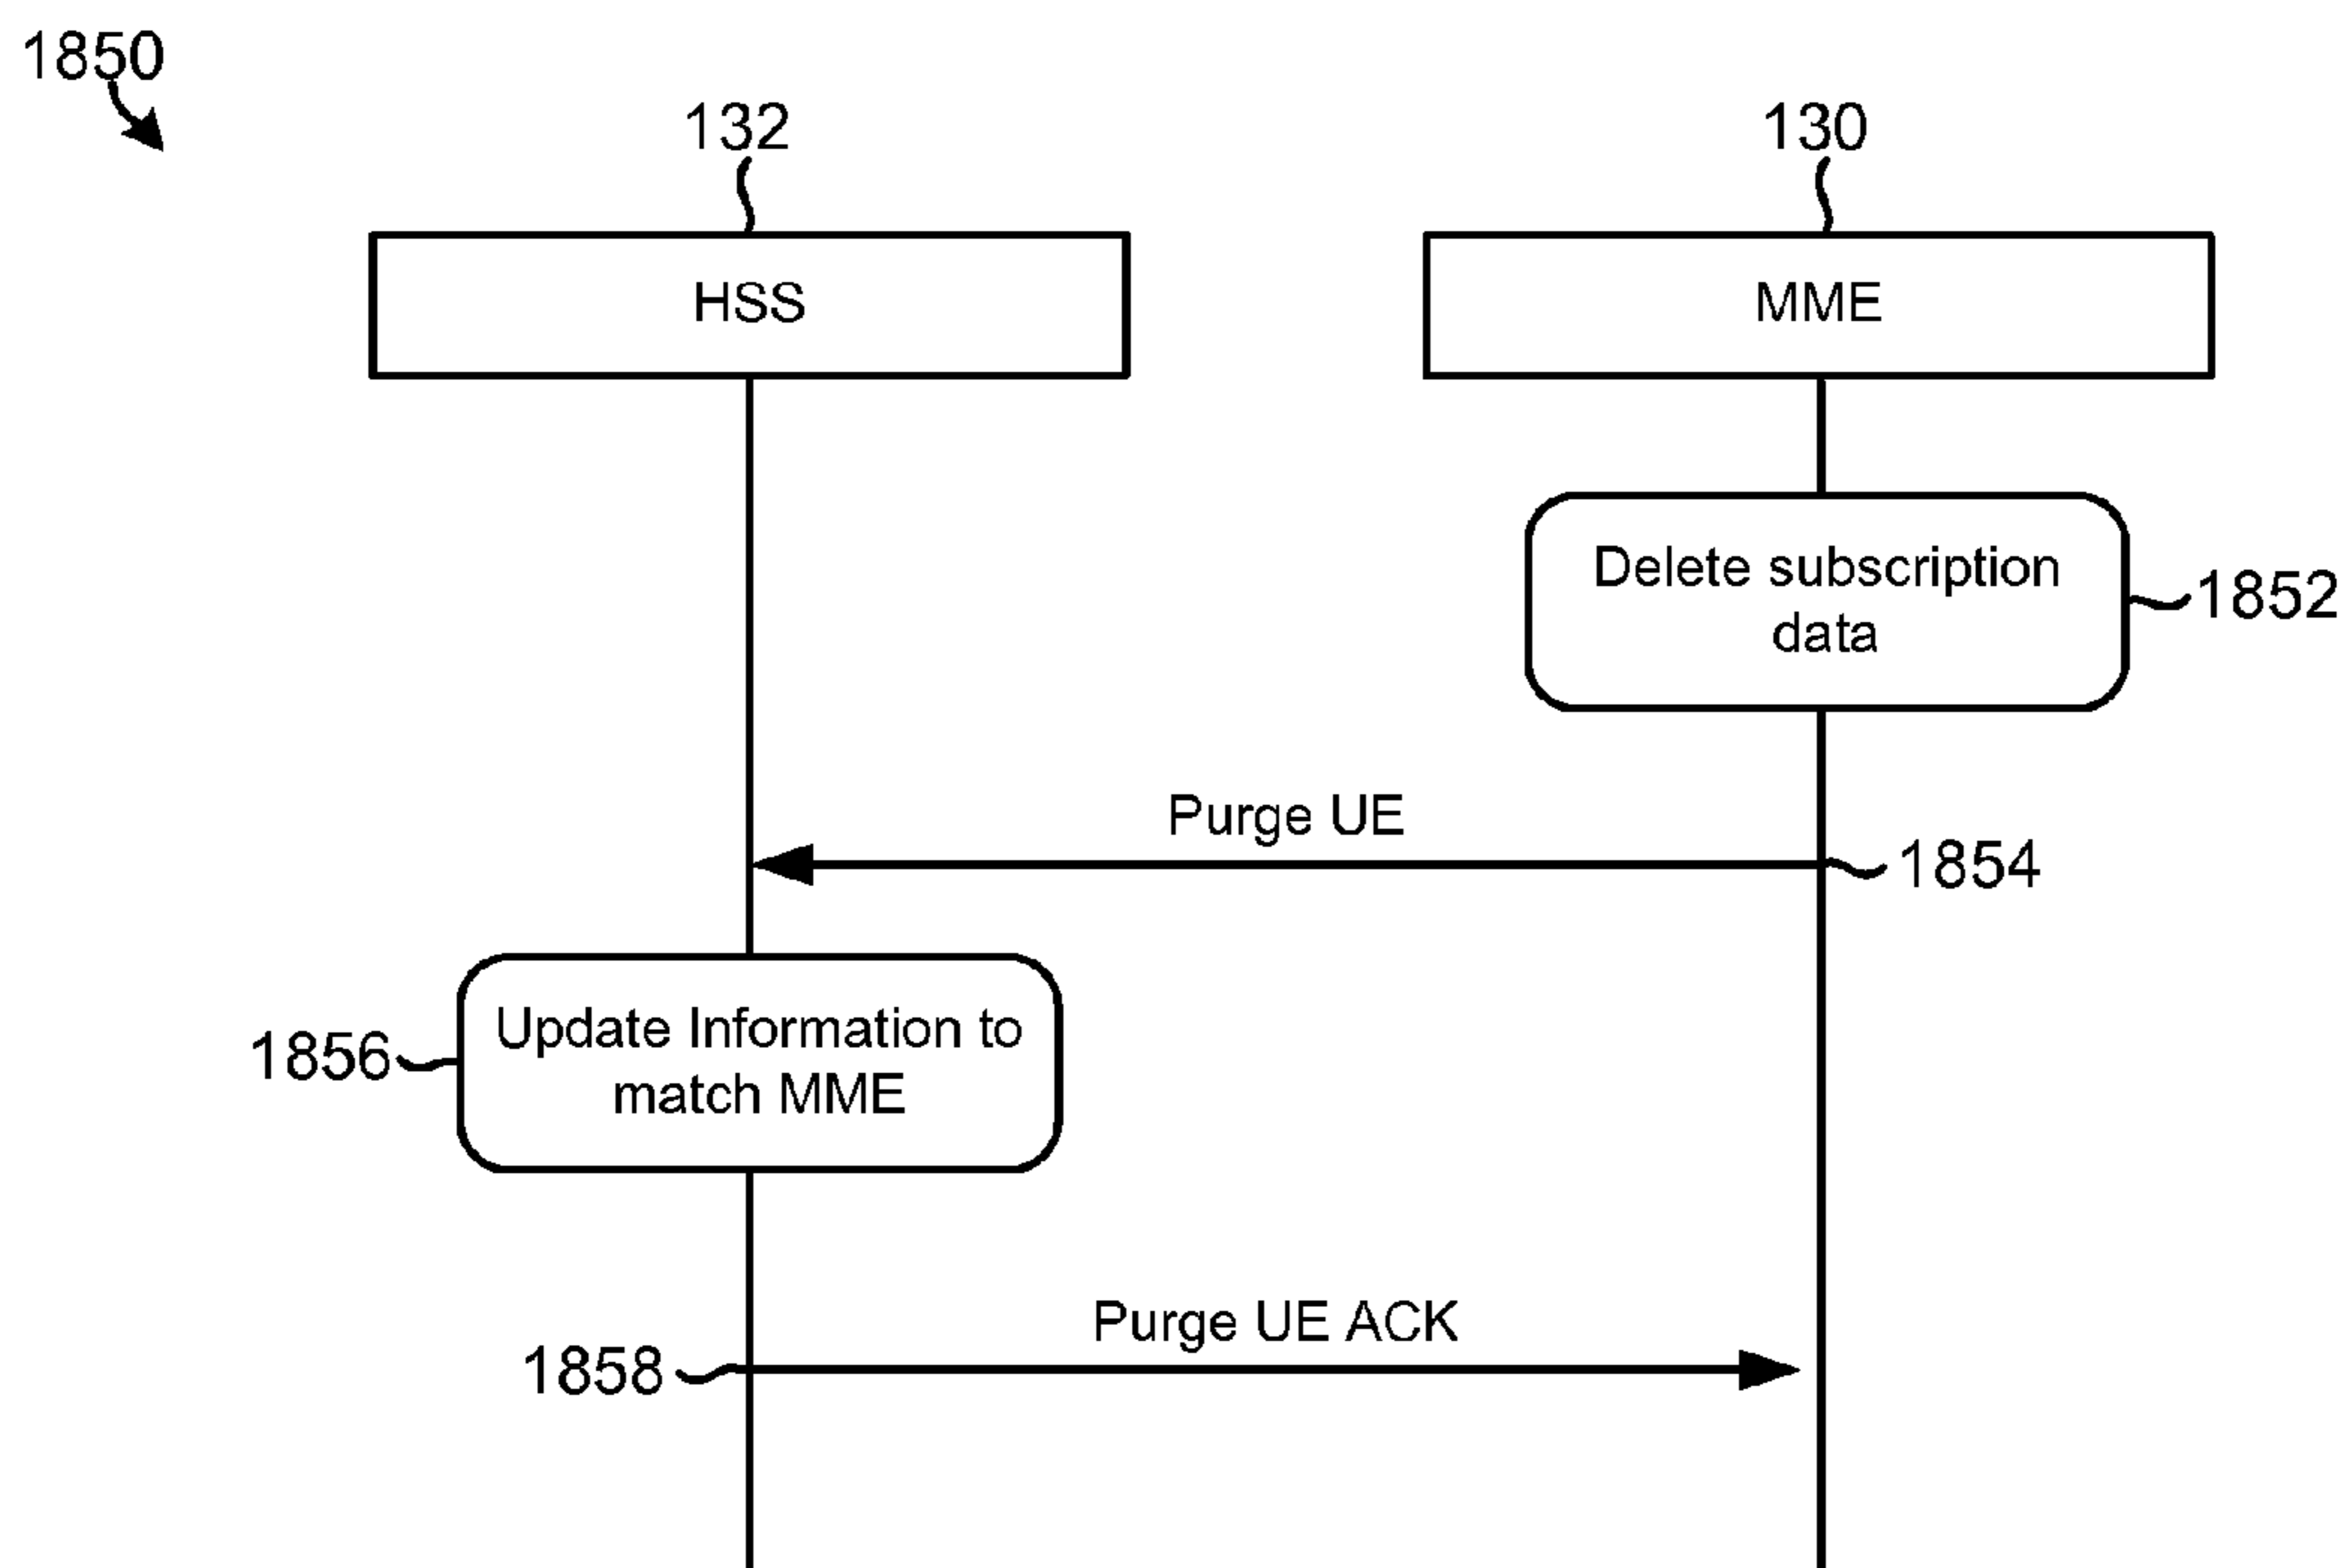 1850
132
130
HSS
MME
Delete subscription
data
1852
Purge UE
1854
Update Information to
match MME
1856
Purge UE ACK
1858